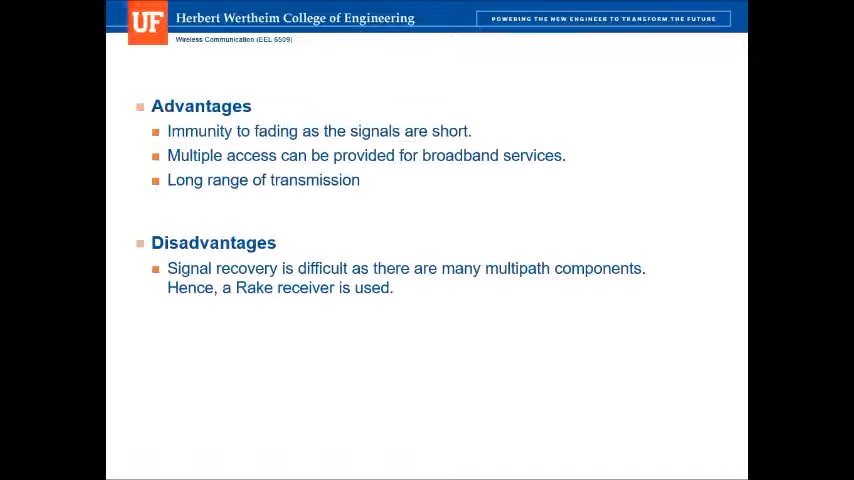 UF
Herbert Wertheim College of Engineering
POWERING THE NEW ENGINEER TO TRANSFORM THE FUTURE
Wireless Communication (EEL 6509)
Advantages
Immunity to fading as the signals are short.
Multiple access can be provided for broadband services.
Long range of transmission
Disadvantages
Signal recovery is difficult as there are many multipath components.
Hence, a Rake receiver is used.